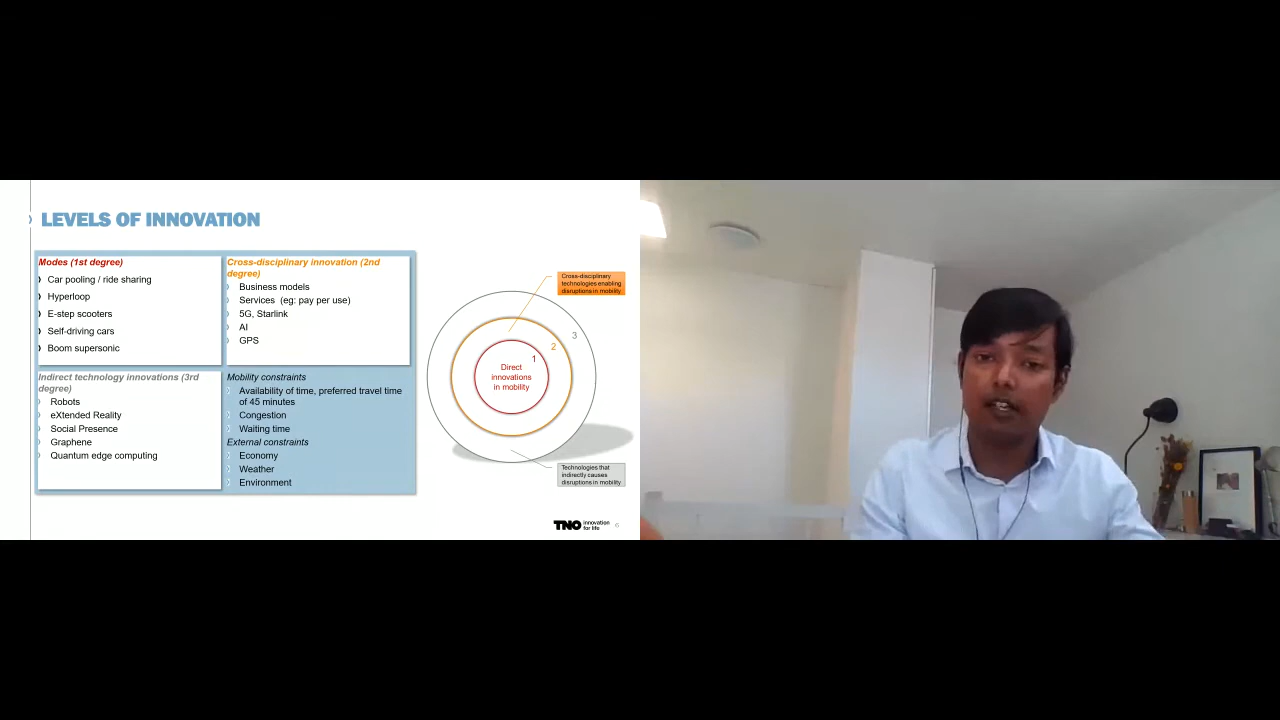 LEVELS OF INNOVATION
Modes (1st degree)
Car pooling / ride sharing
Hyperloop
E-step scooters
Self-driving cars
Boom supersonic
Cross-disciplinary innovation (2nd
degree)
Business models
Services (eg: pay per use)
5G, Starlink
AI
GPS
Indirect technology innovations (3rd
degree)
Robots
eXtended Reality
Social Presence
Graphene
Quantum edge computing
Mobility constraints
Availability of time, preferred travel time
of 45 minutes
Congestion
Waiting time
External constraints
Economy
Weather
Environment
Cross-disciplinary
technologies enabling
disruptions in mobility
3
2
1
Direct
innovations
in mobility
Technologies that
indirectly causes
disruptions in mobility
TNO innovation
for life
6